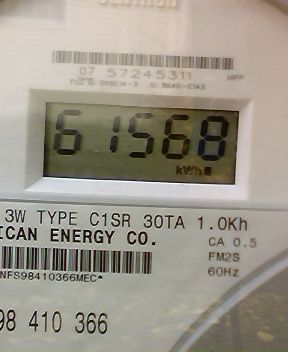 07 57245311
HPP
61568
kWh
3W TYPE C1SR 30TA 1.0Kh
ICAN ENERGY CO.
CA 0.5
FM2S
60Hz
NFS98410366MEC*
98 410 366